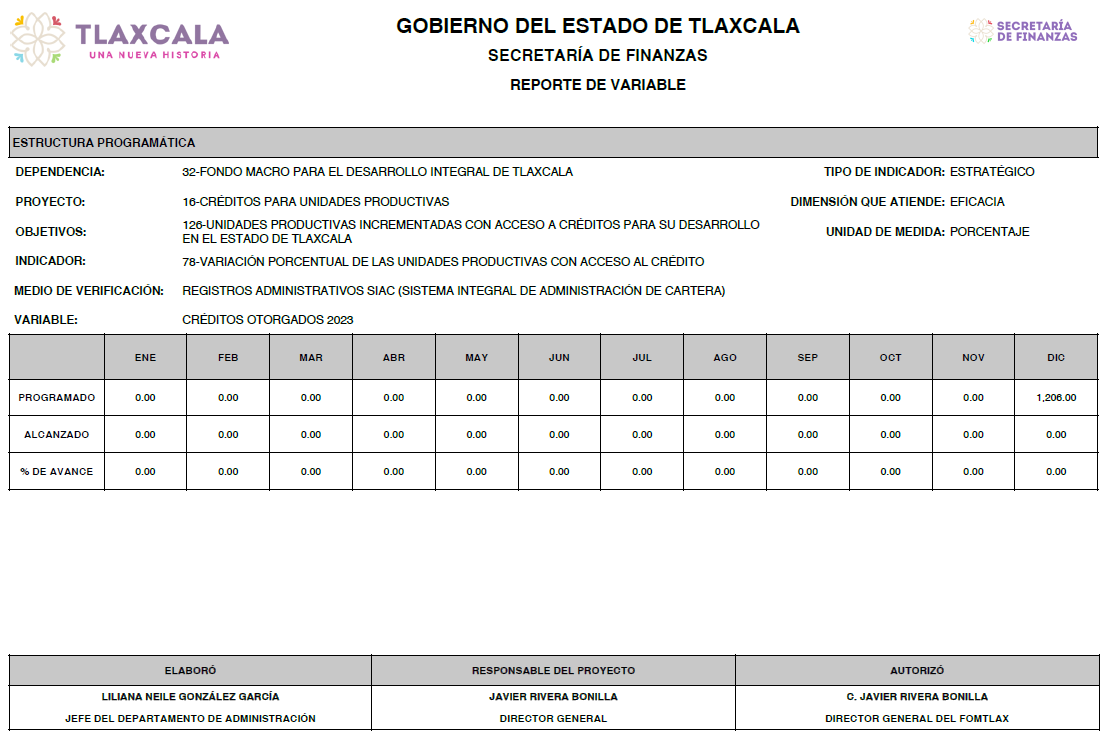 TLAXCALA
UNA NUEVA HISTORIA
GOBIERNO DEL ESTADO DE TLAXCALA
SECRETARÍA DE FINANZAS
REPORTE DE VARIABLE
SECRETARÍA
DE FINANZAS
ESTRUCTURA PROGRAMÁTICA
DEPENDENCIA: 32-FONDO MACRO PARA EL DESARROLLO INTEGRAL DE TLAXCALA TIPO DE INDICADOR: ESTRATÉGICO
PROYECTO: 16-CRÉDITOS PARA UNIDADES PRODUCTIVAS DIMENSIÓN QUE ATIENDE: EFICACIA
OBJETIVOS: 126-UNIDADES PRODUCTIVAS INCREMENTADAS CON ACCESO A CRÉDITOS PARA SU DESARROLLO
EN EL ESTADO DE TLAXCALA UNIDAD DE MEDIDA: PORCENTAJE
INDICADOR: 78-VARIACIÓN PORCENTUAL DE LAS UNIDADES PRODUCTIVAS CON ACCESO AL CRÉDITO
MEDIO DE VERIFICACIÓN: REGISTROS ADMINISTRATIVOS SIAC (SISTEMA INTEGRAL DE ADMINISTRACIÓN DE CARTERA)
VARIABLE: CRÉDITOS OTORGADOS 2023
ENE FEB MAR ABR MAY JUN JUL AGO SEP OCT NOV DIC
PROGRAMADO 0.00 0.00 0.00 0.00 0.00 0.00 0.00 0.00 0.00 0.00 0.00 1,206.00
ALCANZADO 0.00 0.00 0.00 0.00 0.00 0.00 0.00 0.00 0.00 0.00 0.00 0.00
% DE AVANCE 0.00 0.00 0.00 0.00 0.00 0.00 0.00 0.00 0.00 0.00 0.00 0.00
ELABORÓ RESPONSABLE DEL PROYECTO AUTORIZÓ
LILIANA NEILE GONZÁLEZ GARCÍA JAVIER RIVERA BONILLA C. JAVIER RIVERA BONILLA
JEFE DEL DEPARTAMENTO DE ADMINISTRACIÓN DIRECTOR GENERAL DIRECTOR GENERAL DEL FOMTLAX